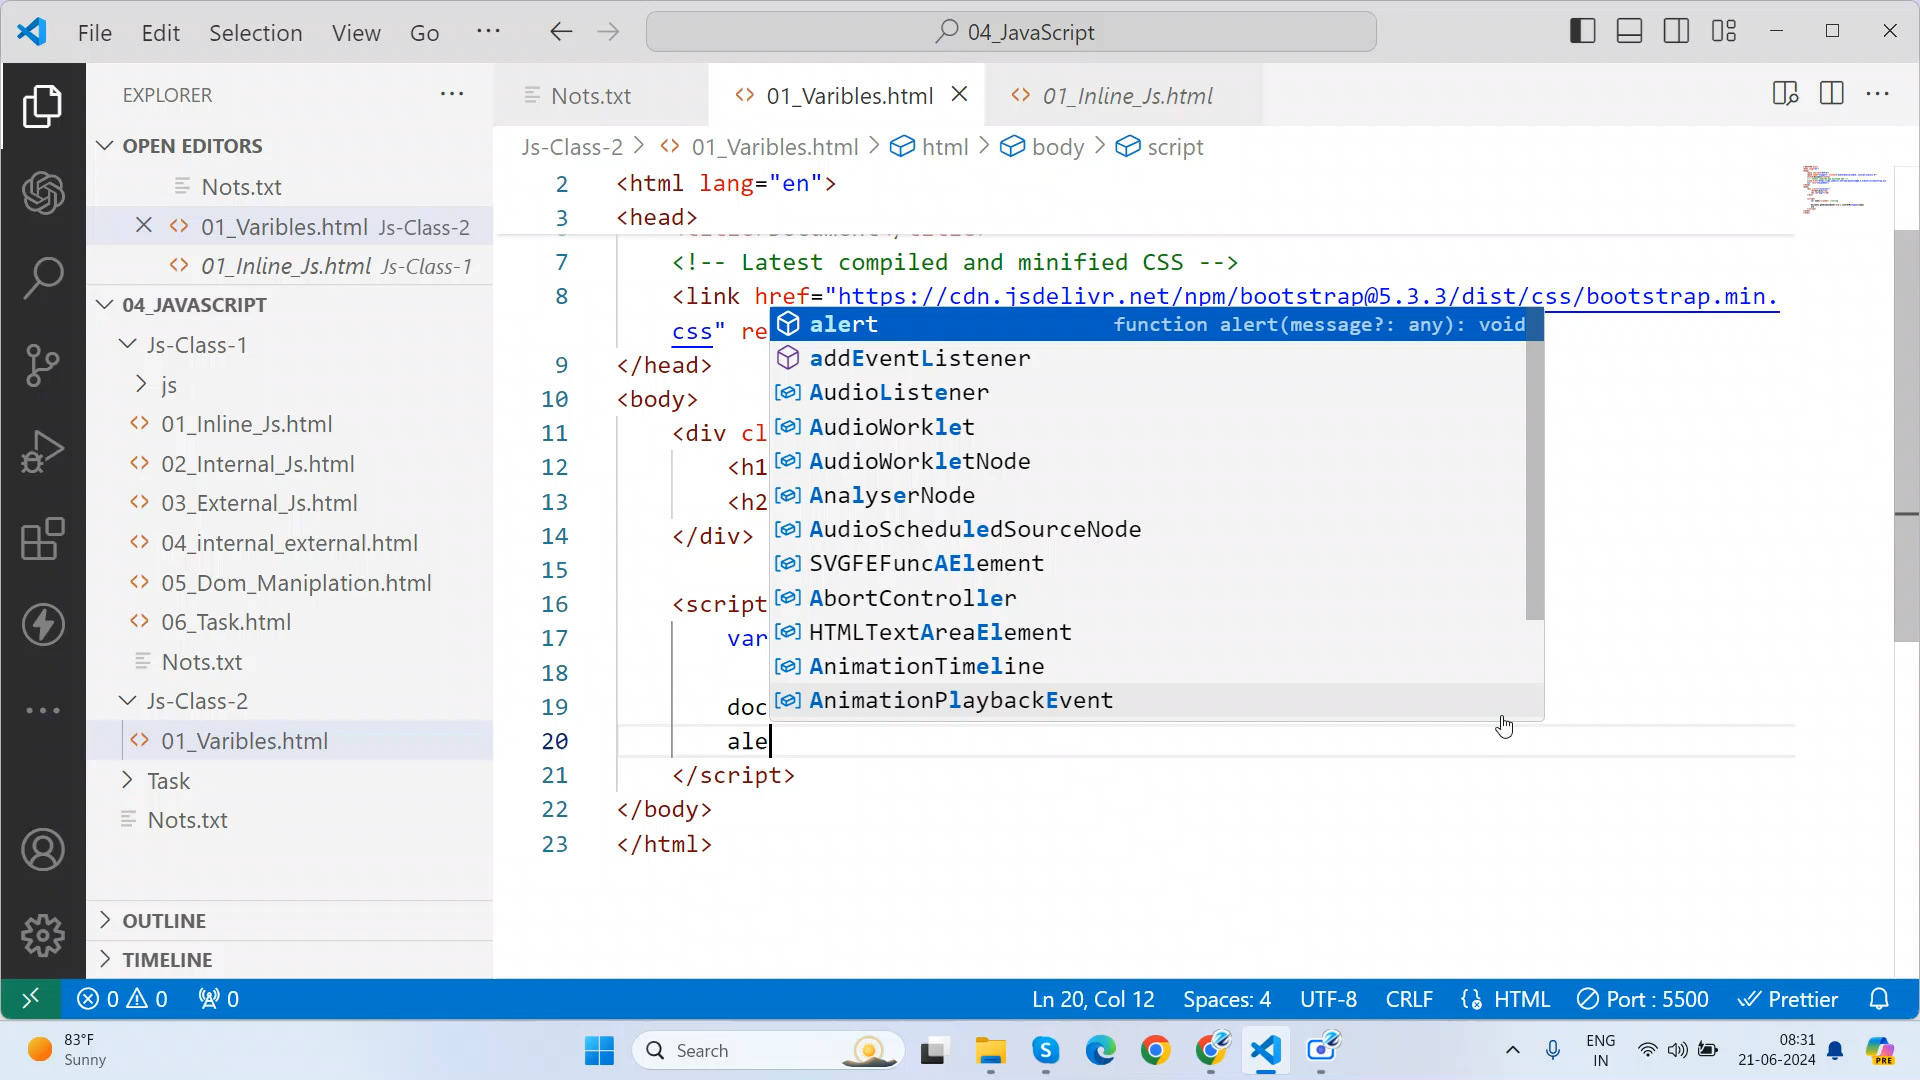 File Edit Selection View Go ... 04_JavaScript
EXPLORER
Nots.txt 01_Varibles.html 01_Inline_Js.html
OPEN EDITORS
Nots.txt
01_Varibles.html Js-Class-2
01_Inline_Js.html Js-Class-1
04_JAVASCRIPT
Js-Class-1
js
01_Inline_Js.html
02_Internal_Js.html
03_External_Js.html
04_internal_external.html
05_Dom_Maniplation.html
06_Task.html
Nots.txt
Js-Class-2
01_Varibles.html
Task
Nots.txt
OUTLINE
TIMELINE
Js-Class-2 > 01_Varibles.html > html > body > script
2 <html lang="en">
3 <head>
7 <!-- Latest compiled and minified CSS -->
8 <link href="https://cdn.jsdelivr.net/npm/bootstrap@5.3.3/dist/css/bootstrap.min.
css" re
9 </head>
10 <body>
11 <div cl
12 <h1
13 <h2
14 </div>
15
16 <script
17 var
18
19 doc
20 ale
21 </script>
22 </body>
23 </html>
alert function alert(message?: any): void
addEventListener
AudioListener
AudioWorklet
AudioWorkletNode
AnalyserNode
AudioScheduledSourceNode
SVGFEFuncAElement
AbortController
HTMLTextAreaElement
AnimationTimeline
AnimationPlaybackEvent
0 0 0 Ln 20, Col 12 Spaces: 4 UTF-8 CRLF HTML Port : 5500 Prettier
83°F
Sunny
Search
ENG
IN
08:31
21-06-2024
PRE